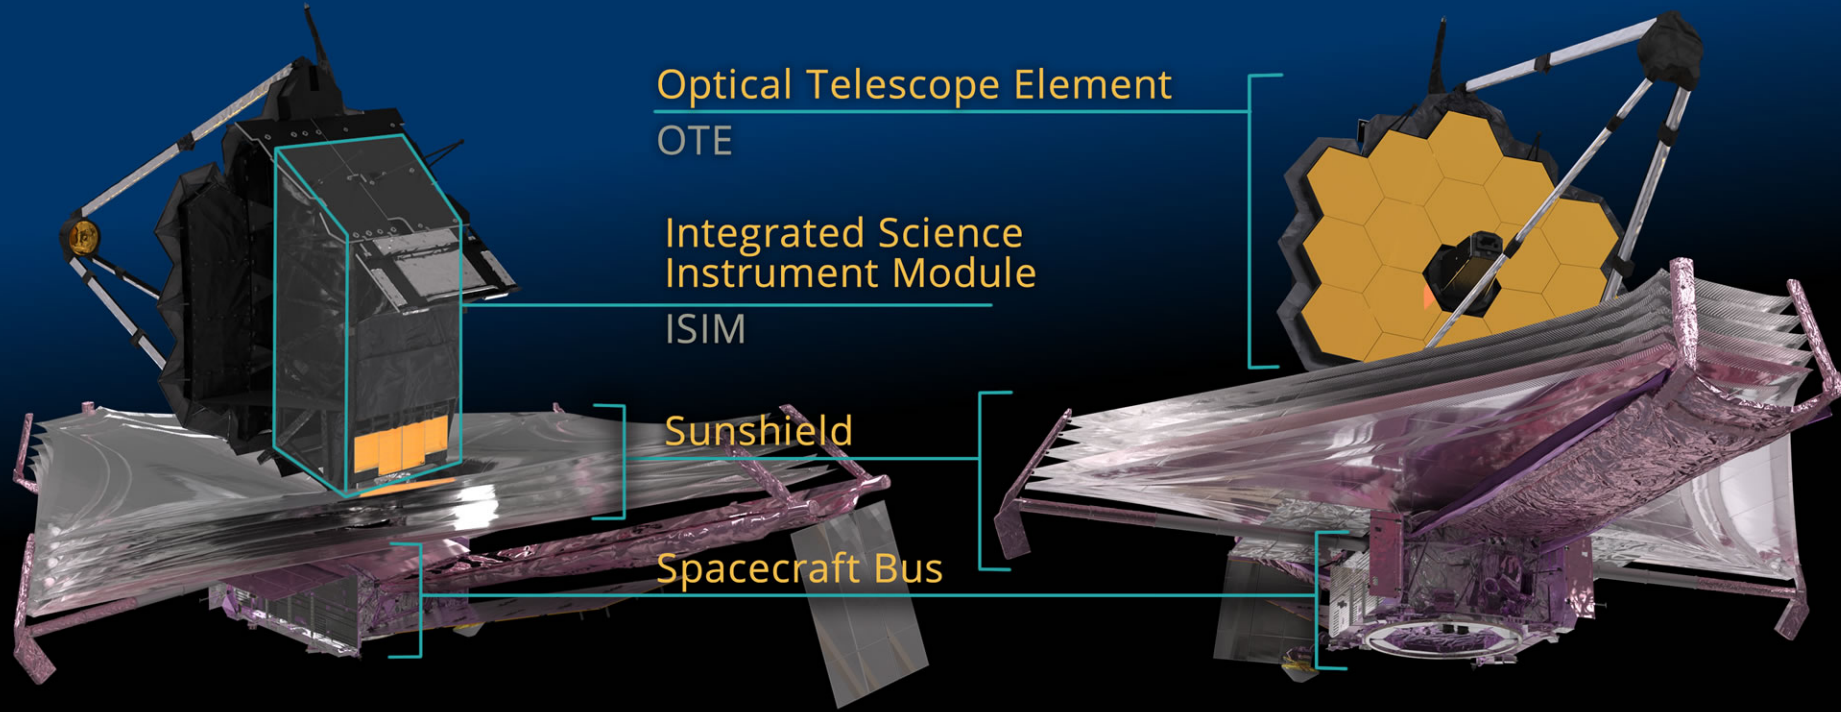 Optical Telescope Element
OTE
Integrated Science
Instrument Module
ISIM
Sunshield
Spacecraft Bus